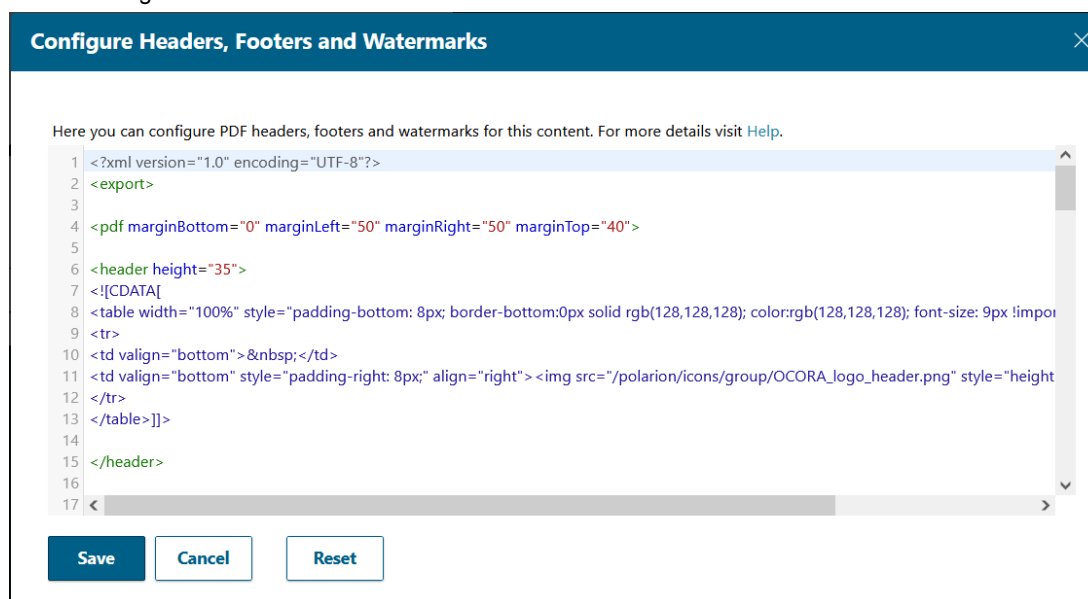 Configure Headers, Footers and Watermarks
Here you can configure PDF headers, footers and watermarks for this content. For more details visit Help.
1 <?xml version="1.0" encoding="UTF-8"?>
2 <export>
3
4 <pdf marginBottom="0" marginLeft="50" marginRight="50" marginTop="40">
5
6 <header height="35">
7 <![CDATA[
8 <table width="100%" style="padding-bottom: 8px; border-bottom:0px solid rgb(128,128,128); color:rgb(128,128,128); font-size: 9px !impor
9 <tr>
10 <td valign="bottom">&nbsp;</td>
11 <td valign="bottom" style="padding-right: 8px;" align="right"><img src="/polarion/icons/group/OCORA_logo_header.png" style="height
12 </tr>
13 </table>]]>
14
15 </header>
16
17
Save Cancel Reset